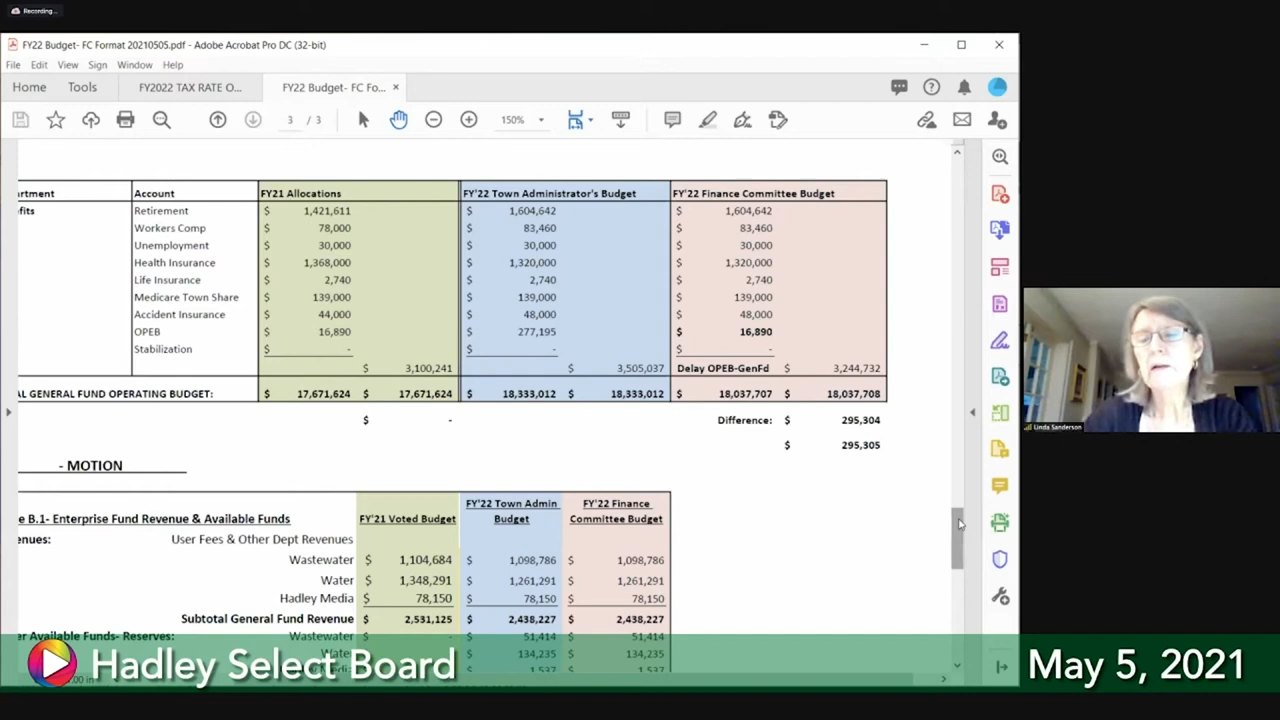 Recording...
FY22 Budget- FC Format 20210505.pdf - Adobe Acrobat Pro DC (32-bit)
File Edit View Sign Window Help
Home Tools FY2022 TAX RATE O... FY22 Budget- FC Fo... ×
3 / 3 150%
rtment Account FY21 Allocations FY'22 Town Administrator's Budget FY'22 Finance Committee Budget
fits Retirement $ 1,421,611 $ 1,604,642 $ 1,604,642
Workers Comp $ 78,000 $ 83,460 $ 83,460
Unemployment $ 30,000 $ 30,000 $ 30,000
Health Insurance $ 1,368,000 $ 1,320,000 $ 1,320,000
Life Insurance $ 2,740 $ 2,740 $ 2,740
Medicare Town Share $ 139,000 $ 139,000 $ 139,000
Accident Insurance $ 44,000 $ 48,000 $ 48,000
OPEB $ 16,890 $ 277,195 $ 16,890
Stabilization $ - $ - $ -
$ 3,100,241 $ 3,505,037 Delay OPEB-GenFd $ 3,244,732
AL GENERAL FUND OPERATING BUDGET: $ 17,671,624 $ 17,671,624 $ 18,333,012 $ 18,333,012 $ 18,037,707 $ 18,037,708
$ - Difference: $ 295,304
$ 295,305
- MOTION
e B.1- Enterprise Fund Revenue & Available Funds FY'21 Voted Budget FY'22 Town Admin Budget FY'22 Finance Committee Budget
enues: User Fees & Other Dept Revenues
Wastewater $ 1,104,684 $ 1,098,786 $ 1,098,786
Water $ 1,348,291 $ 1,261,291 $ 1,261,291
Hadley Media $ 78,150 $ 78,150 $ 78,150
Subtotal General Fund Revenue $ 2,531,125 $ 2,438,227 $ 2,438,227
er Available Funds- Reserves: Wastewater $ - $ 51,414 $ 51,414
Water $ 134,235 $ 134,235
$ 1,537 $ 1,537
Linda Sanderson
Hadley Select Board May 5, 2021